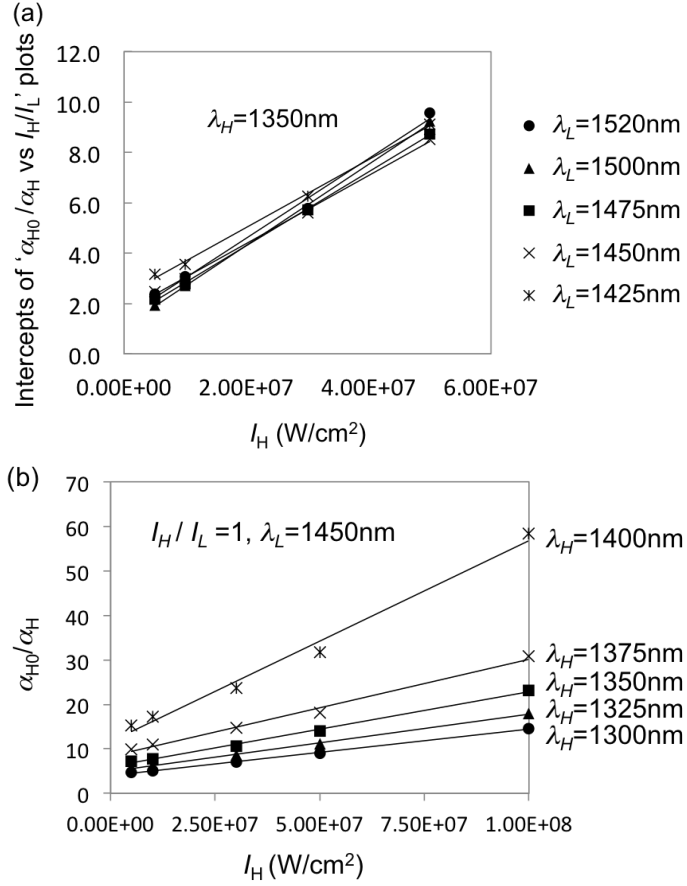 (a)
Intercepts of ‘αH0/αH vs IH/IL’ plots
12.0
10.0
8.0
6.0
4.0
2.0
0.0
λH=1350nm
0.00E+00 2.00E+07 4.00E+07 6.00E+07
IH (W/cm²)
λL=1520nm
λL=1500nm
λL=1475nm
λL=1450nm
λL=1425nm
(b)
αH0/αH
70
60
50
40
30
20
10
0
IH / IL =1, λL=1450nm
λH=1400nm
λH=1375nm
λH=1350nm
λH=1325nm
λH=1300nm
0.00E+00 2.50E+07 5.00E+07 7.50E+07 1.00E+08
IH (W/cm²)